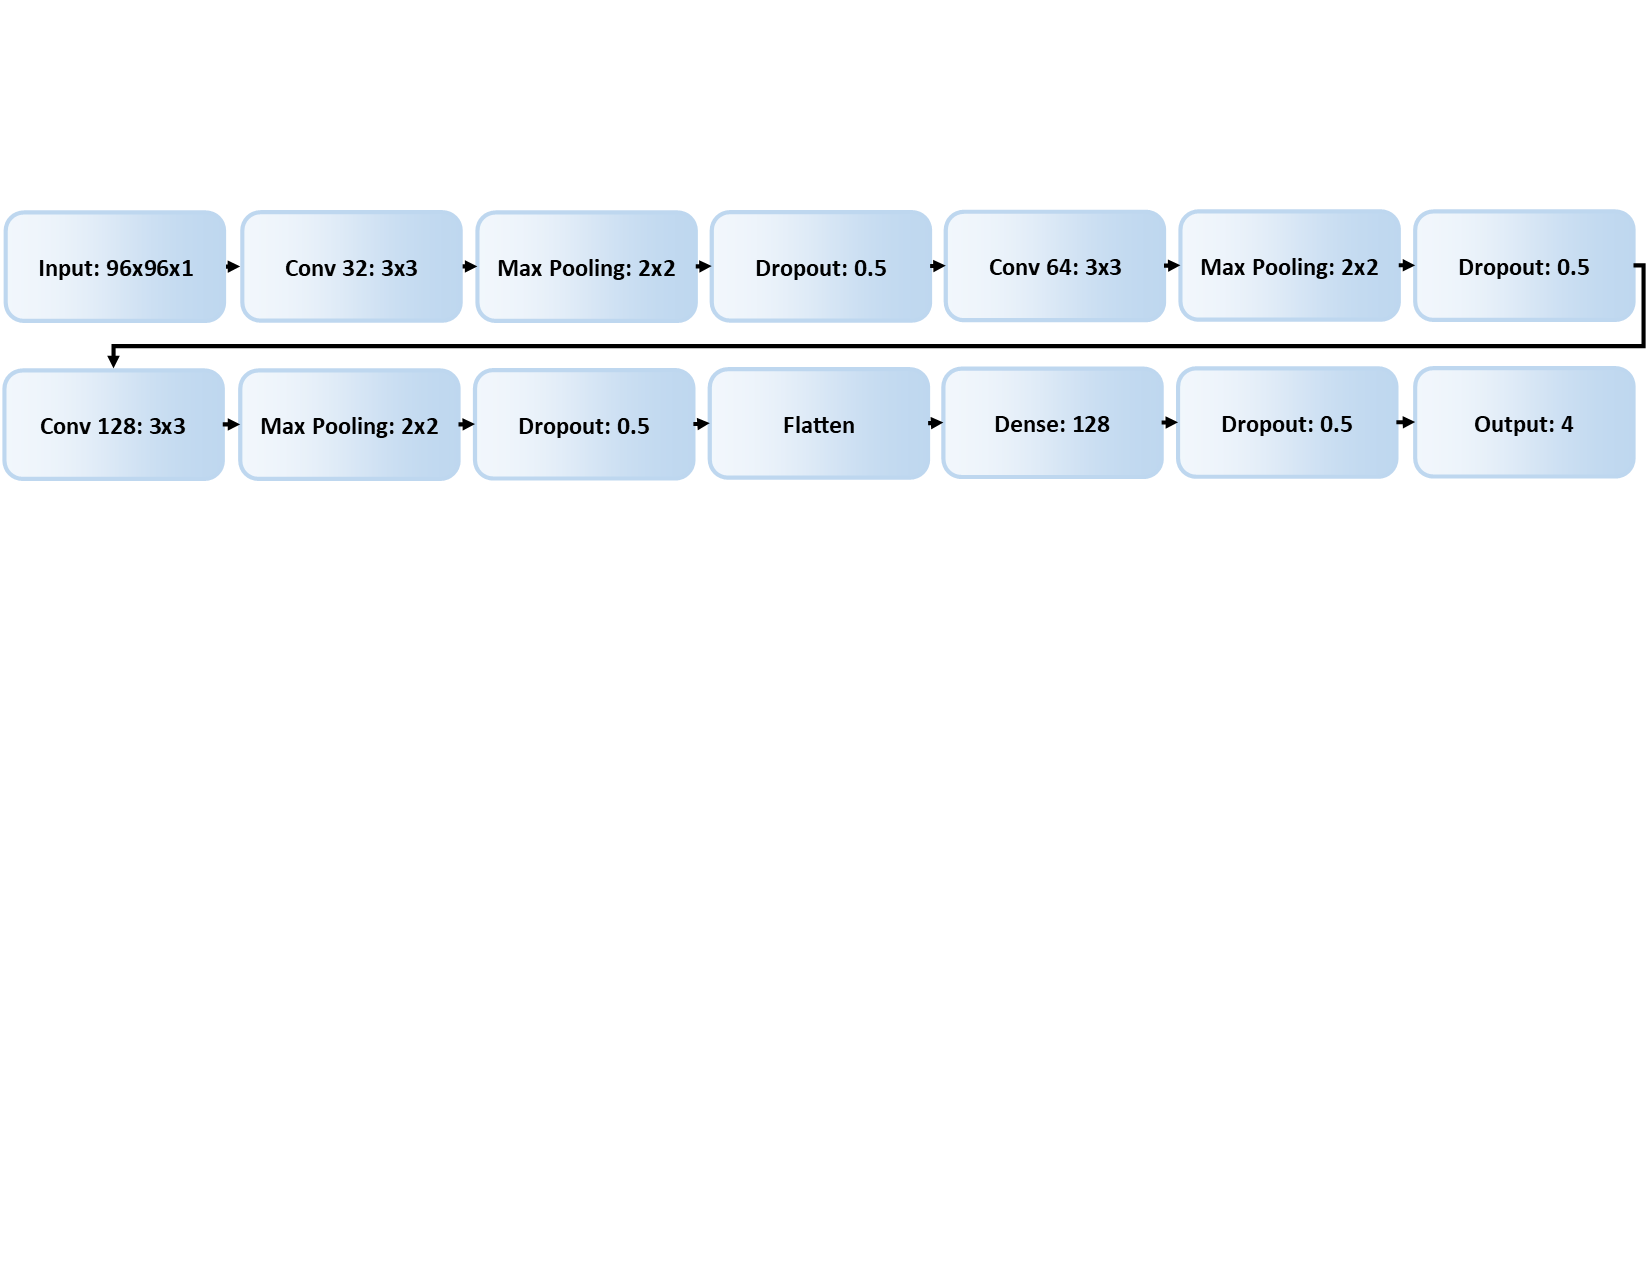 Input: 96x96x1
Conv 32: 3x3
Max Pooling: 2x2
Dropout: 0.5
Conv 64: 3x3
Max Pooling: 2x2
Dropout: 0.5
Conv 128: 3x3
Max Pooling: 2x2
Dropout: 0.5
Flatten
Dense: 128
Dropout: 0.5
Output: 4